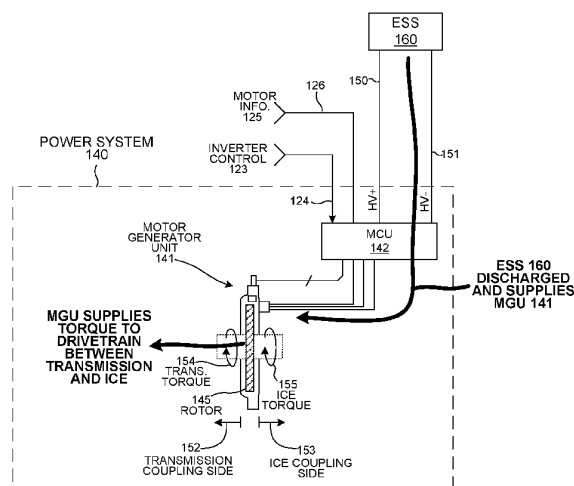 ESS
160
150
126
MOTOR
INFO.
125
POWER SYSTEM
140
INVERTER
CONTROL
123
151
124
HV+
HV-
MOTOR
GENERATOR
UNIT
141
MCU
142
ESS 160
DISCHARGED
AND SUPPLIES
MGU 141
MGU SUPPLIES
TORQUE TO
DRIVETRAIN
BETWEEN
TRANSMISSION
AND ICE
154
TRANS.
TORQUE
155
ICE
TORQUE
145
ROTOR
152
TRANSMISSION
COUPLING SIDE
153
ICE COUPLING SIDE